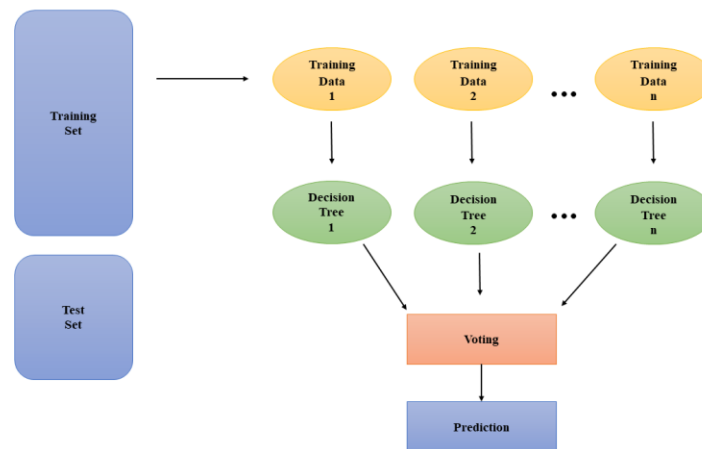 Training
Set
Training
Data
1
Training
Data
2
...
Training
Data
n
Decision
Tree
1
Decision
Tree
2
...
Decision
Tree
n
Test
Set
Voting
Prediction